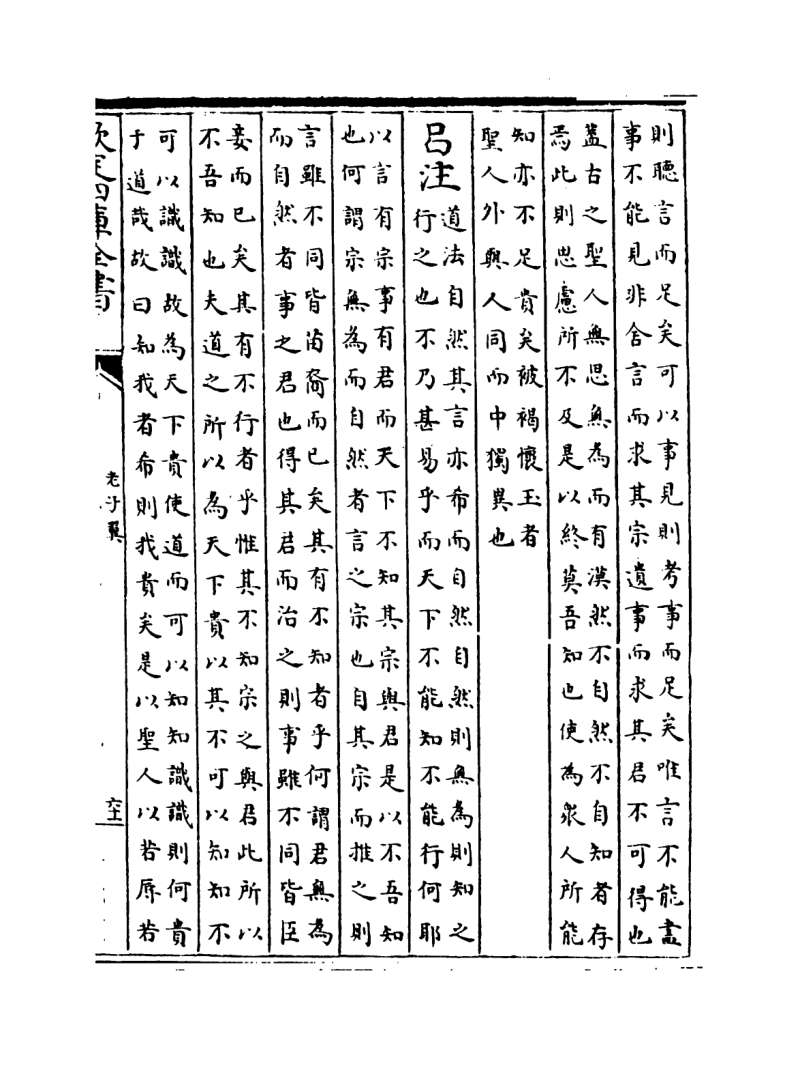 則聽言而足矣可以事見則考事而足矣唯言不能盡
事不能見非舍言而求其宗遺事而求其君不可得也
蓋古之聖人無思無為而有漠然不自然不自知者存
焉此則思慮所不及是以終莫吾知也使為衆人所能
知亦不足貴矣被褐懷玉者
聖人外與人同而中獨異也
呂注
道法自然其言亦希而自然自然則無為則知之
行之也不乃甚易乎而天下不能知不能行何耶
以言有宗事有君而天下不知其宗與君是以不吾知
也何謂宗無為而自然者言之宗也自其宗而推之則
言雖不同皆苗裔而已矣其有不知者乎何謂君無為
而自然者事之君也得其君而治之則事雖不同皆臣
妾而已矣其有不行者乎惟其不知宗之與君此所以
不吾知也夫道之所以為天下貴以其不可以知知不
可以識識故為天下貴使道而可以知知識識則何貴
于道哉故曰知我者希則我貴矣是以聖人以若辱若
欽定四庫全書
老子翼